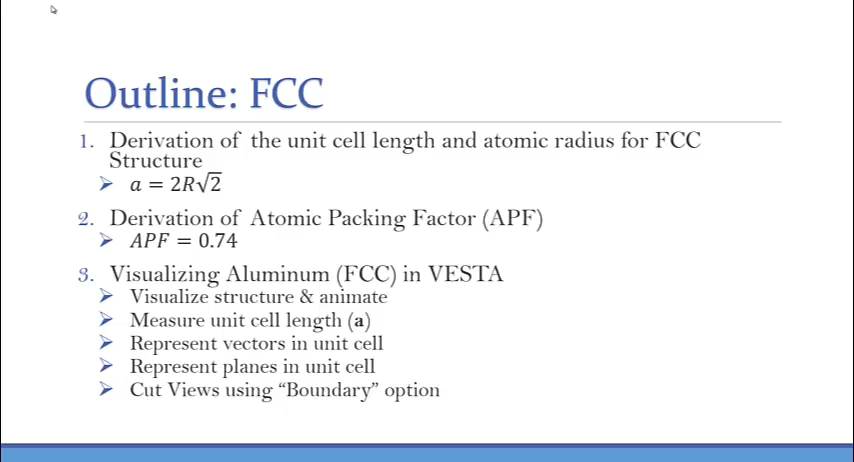 Outline: FCC
1. Derivation of the unit cell length and atomic radius for FCC
Structure
➢ a = 2R√2
2. Derivation of Atomic Packing Factor (APF)
➢ APF = 0.74
3. Visualizing Aluminum (FCC) in VESTA
➢ Visualize structure & animate
➢ Measure unit cell length (a)
➢ Represent vectors in unit cell
➢ Represent planes in unit cell
➢ Cut Views using “Boundary” option